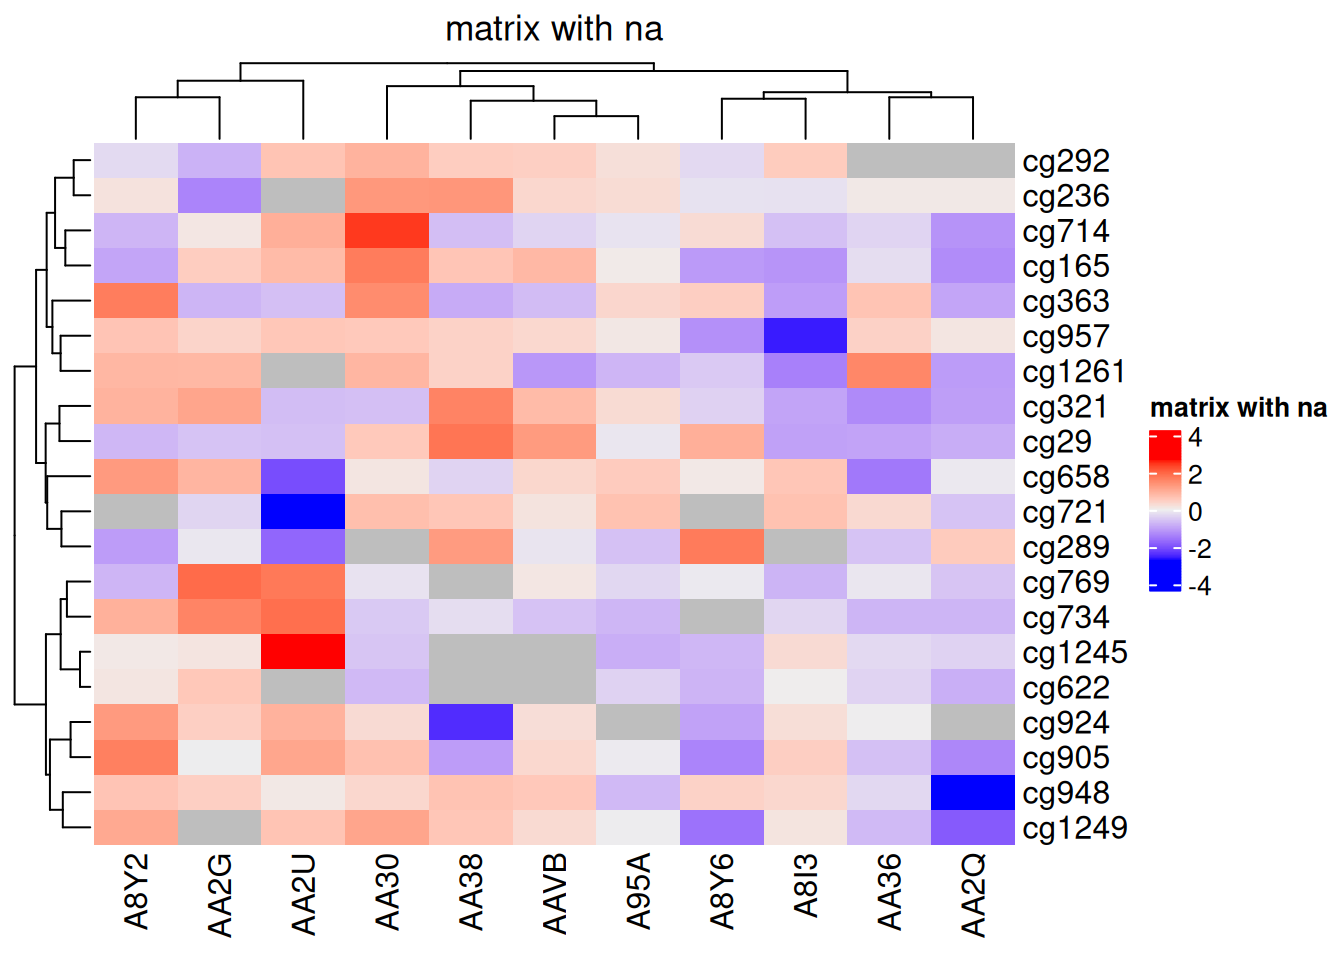 matrix with na
cg292
cg236
cg714
cg165
cg363
cg957
cg1261
cg321
cg29
cg658
cg721
cg289
cg769
cg734
cg1245
cg622
cg924
cg905
cg948
cg1249
matrix with na
4
2
0
-2
-4
A8Y2
AA2G
AA2U
AA30
AA38
AAVB
A95A
A8Y6
A8I3
AA36
AA2Q